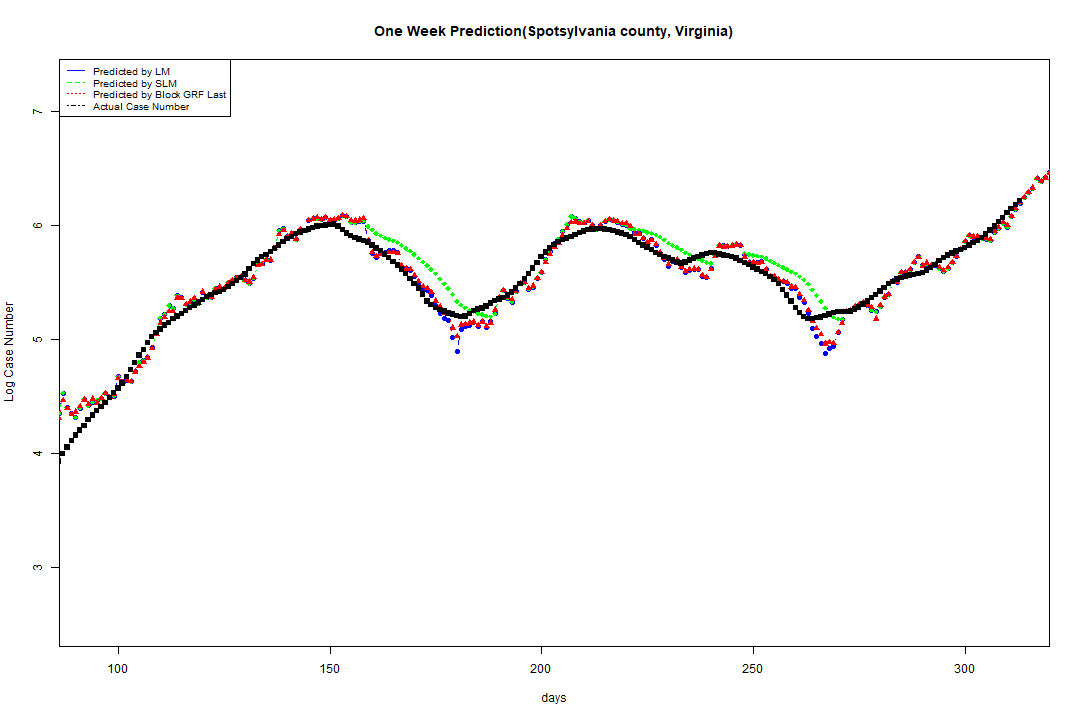 One Week Prediction(Spotsylvania county, Virginia)
Predicted by LM
Predicted by SLM
Predicted by Block GRF Last
Actual Case Number
7
6
5
4
3
Log Case Number
100 150 200 250 300
days